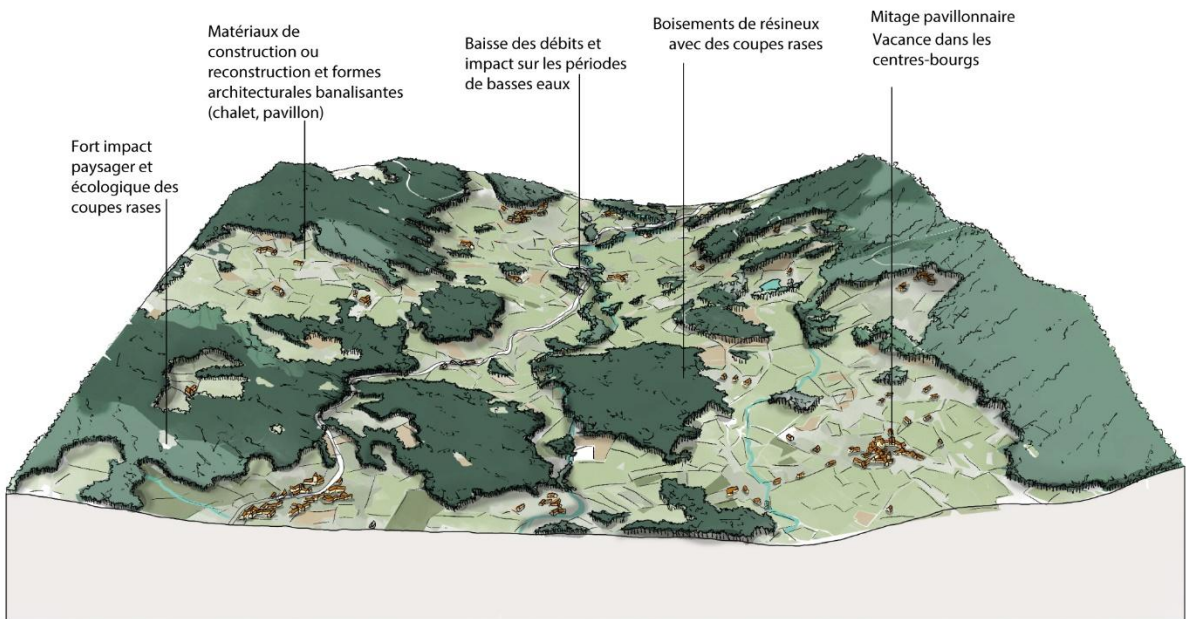 Fort impact
paysager et
écologique des
coupes rases
Matériaux de
construction ou
reconstruction et formes
architecturales banalisantes
(chalet, pavillon)
Baisse des débits et
impact sur les périodes
de basses eaux
Boisements de résineux
avec des coupes rases
Mitage pavillonnaire
Vacance dans les
centres-bourgs